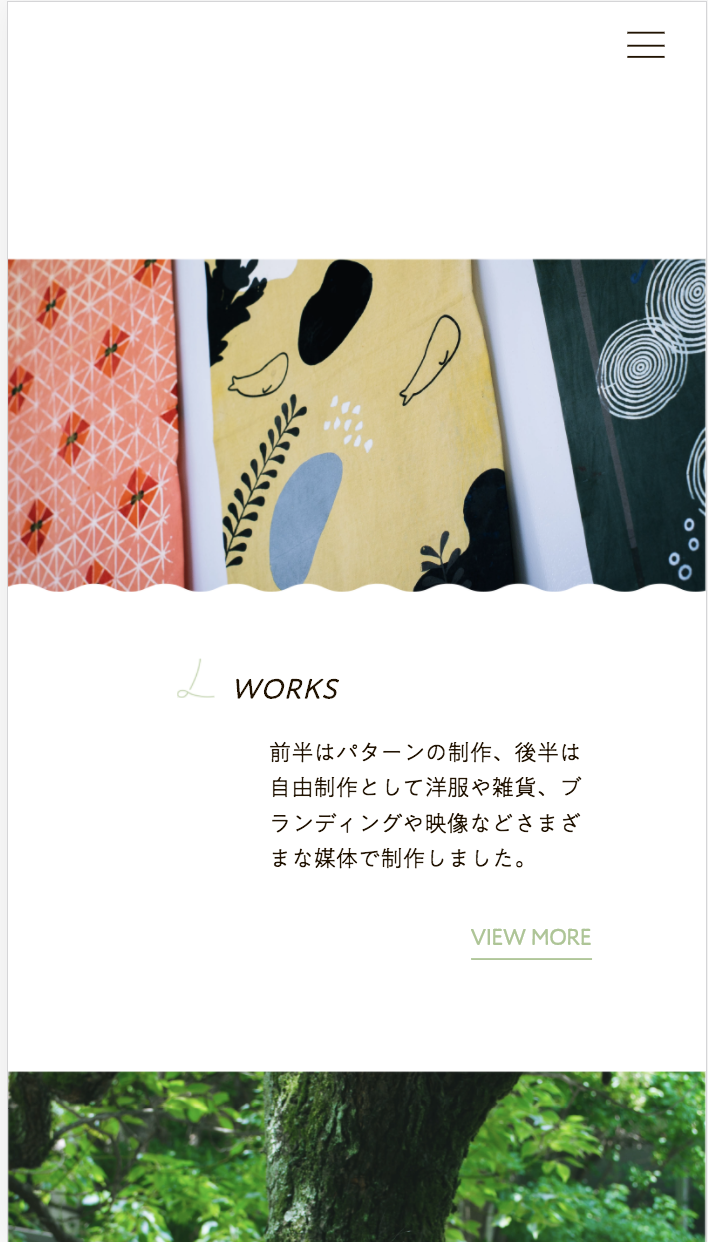 WORKS
前半はパターンの制作、後半は
自由制作として洋服や雑貨、ブ
ランディングや映像などさまざ
まな媒体で制作しました。
VIEW MORE